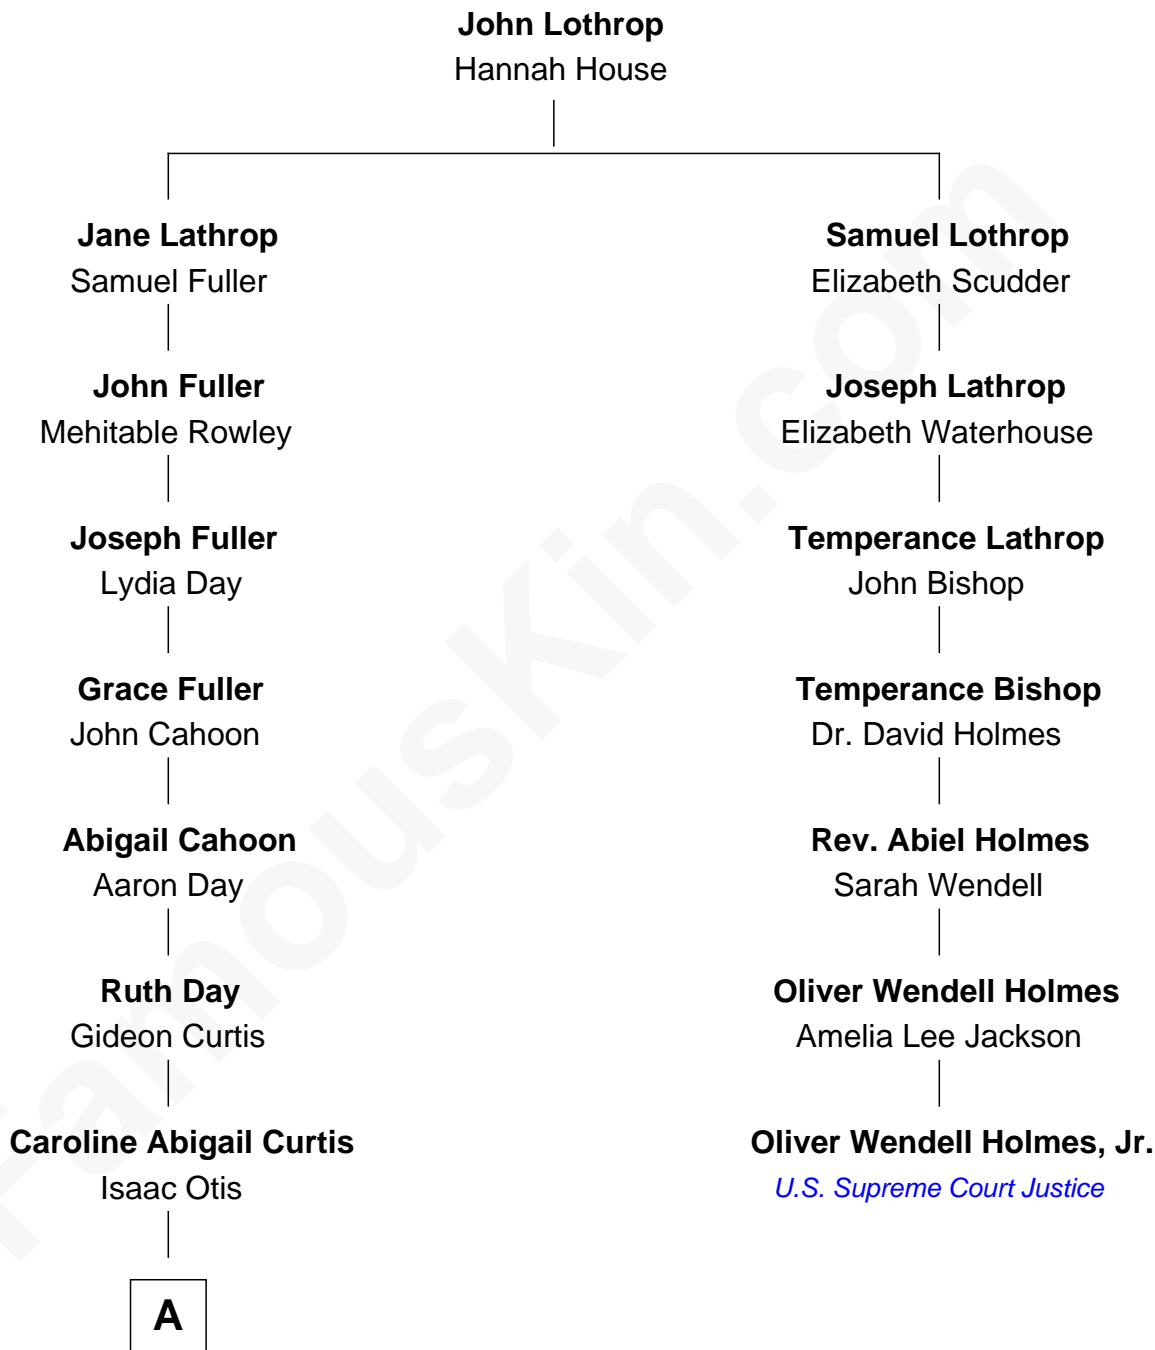 John Lothrop
Hannah House
Jane Lathrop
Samuel Fuller
John Fuller
Mehitable Rowley
Joseph Fuller
Lydia Day
Grace Fuller
John Cahoon
Abigail Cahoon
Aaron Day
Ruth Day
Gideon Curtis
Caroline Abigail Curtis
Isaac Otis
A
Samuel Lothrop
Elizabeth Scudder
Joseph Lathrop
Elizabeth Waterhouse
Temperance Lathrop
John Bishop
Temperance Bishop
Dr. David Holmes
Rev. Abiel Holmes
Sarah Wendell
Oliver Wendell Holmes
Amelia Lee Jackson
Oliver Wendell Holmes, Jr.
U.S. Supreme Court Justice
FamousKin.com